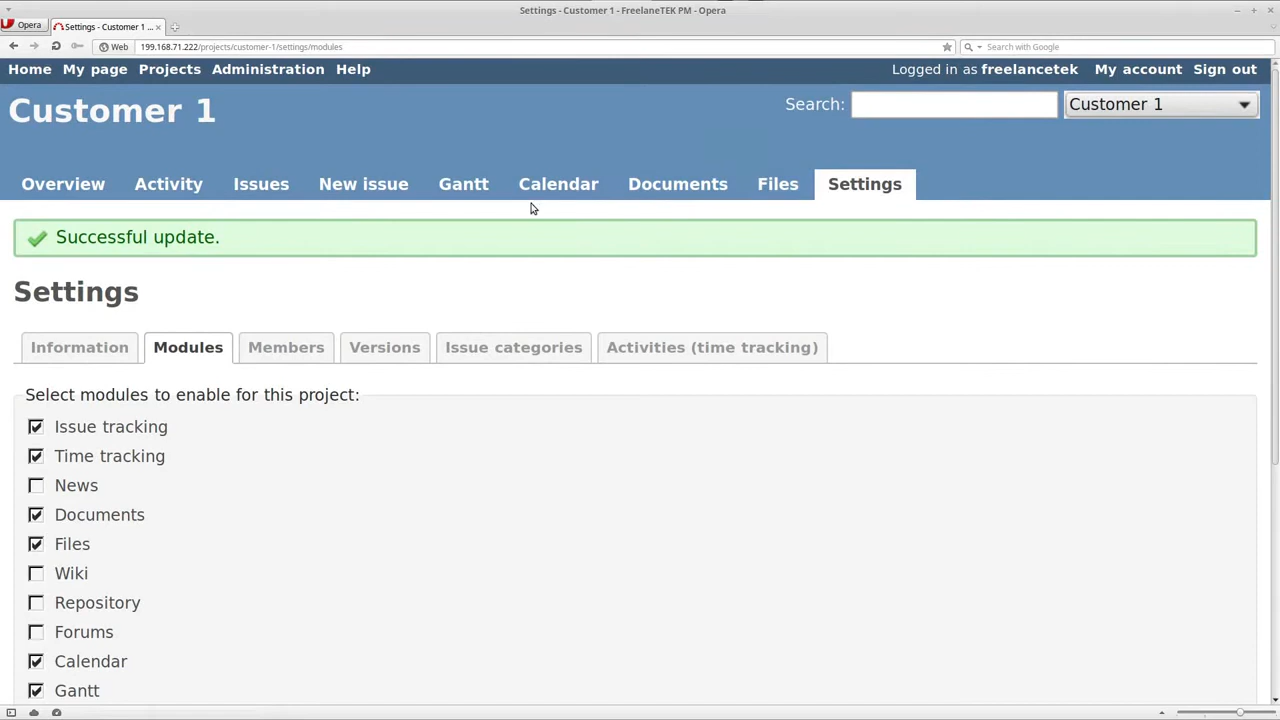 Settings - Customer 1 - FreelaneTEK PM - Opera
Opera
Settings - Customer 1 ...
Web
199.168.71.222/projects/customer-1/settings/modules
Search with Google
Home My page Projects Administration Help
Logged in as freelancetek My account Sign out
Customer 1
Search:
Customer 1
Overview Activity Issues New issue Gantt Calendar Documents Files Settings
Successful update.
Settings
Information Modules Members Versions Issue categories Activities (time tracking)
Select modules to enable for this project:
Issue tracking
Time tracking
News
Documents
Files
Wiki
Repository
Forums
Calendar
Gantt